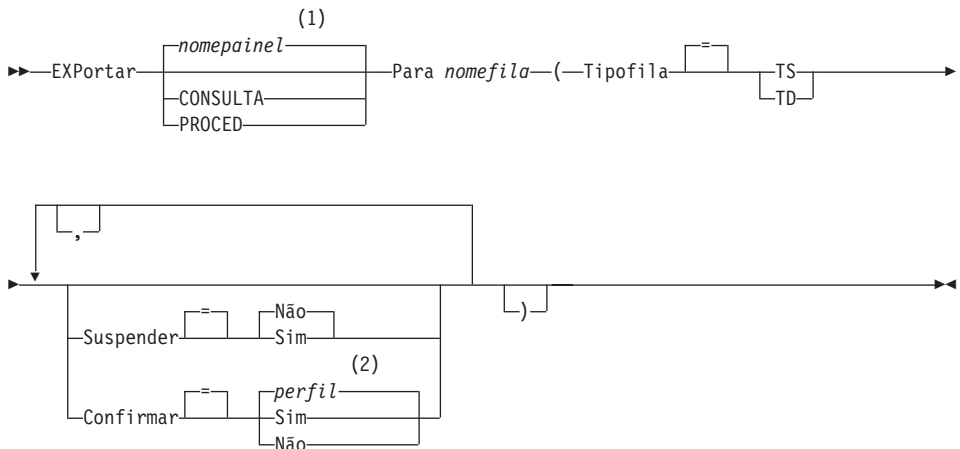 (1)
nomepainel
EXPortar Para nomefila ( Tipofila = TS
CONSULTA TD
PROCED
,
)
Suspender = Não
Sim
(2)
Confirmar = perfil
Sim
Não